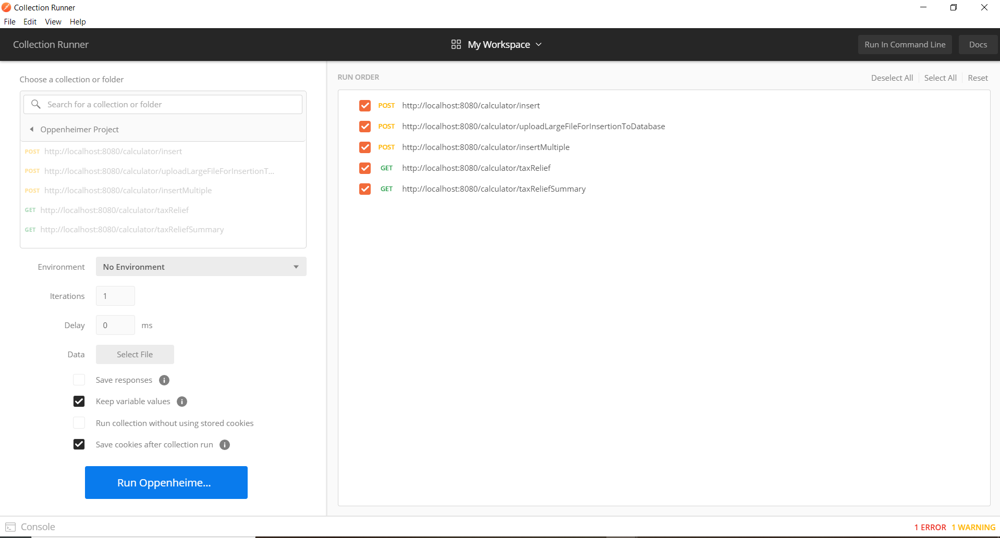 Collection Runner
File Edit View Help
Collection Runner
My Workspace
Run In Command Line
Docs
Choose a collection or folder
Search for a collection or folder
Oppenheimer Project
POST http://localhost:8080/calculator/insert
POST http://localhost:8080/calculator/uploadLargeFileForInsertionT...
POST http://localhost:8080/calculator/insertMultiple
GET http://localhost:8080/calculator/taxRelief
GET http://localhost:8080/calculator/taxReliefSummary
Environment No Environment
Iterations 1
Delay 0 ms
Data Select File
Save responses
Keep variable values
Run collection without using stored cookies
Save cookies after collection run
Run Oppenheime...
RUN ORDER
Deselect All Select All Reset
POST http://localhost:8080/calculator/insert
POST http://localhost:8080/calculator/uploadLargeFileForInsertionToDatabase
POST http://localhost:8080/calculator/insertMultiple
GET http://localhost:8080/calculator/taxRelief
GET http://localhost:8080/calculator/taxReliefSummary
Console
1 ERROR 1 WARNING